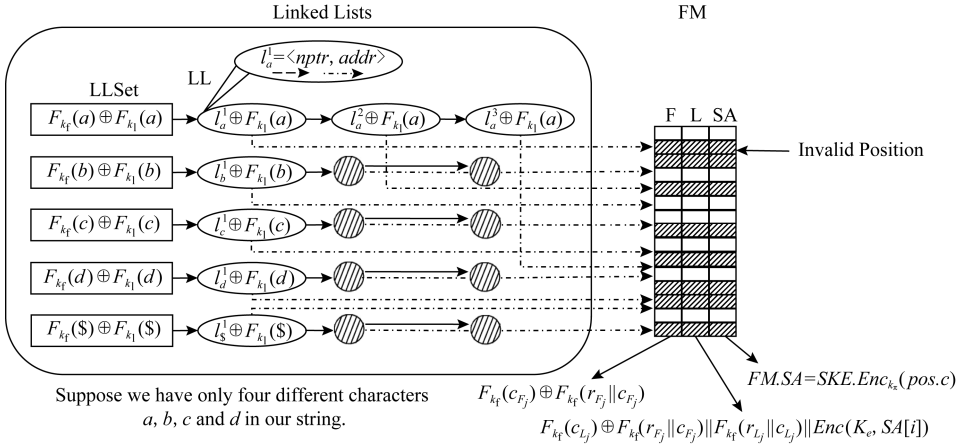 Linked Lists
FM
l_a^1=<nptr, addr>
LL
LLSet
F L SA
F_{k_f}(a)⊕F_{k_l}(a) l_a^1⊕F_{k_l}(a) l_a^2⊕F_{k_l}(a) l_a^3⊕F_{k_l}(a)
Invalid Position
F_{k_f}(b)⊕F_{k_l}(b) l_b^1⊕F_{k_l}(b)
F_{k_f}(c)⊕F_{k_l}(c) l_c^1⊕F_{k_l}(c)
F_{k_f}(d)⊕F_{k_l}(d) l_d^1⊕F_{k_l}(d)
F_{k_f}($)⊕F_{k_l}($) l_$^1⊕F_{k_l}($)
FM.SA=SKE.Enc_{k_x}(pos.c)
Suppose we have only four different characters
a, b, c and d in our string.
F_{k_f}(c_{F_j})⊕F_{k_f}(r_{F_j}||c_{F_j})
F_{k_f}(c_{L_j})⊕F_{k_f}(r_{F_j}||c_{F_j})||F_{k_f}(r_{L_j}||c_{L_j})||Enc(K_e, SA[i])